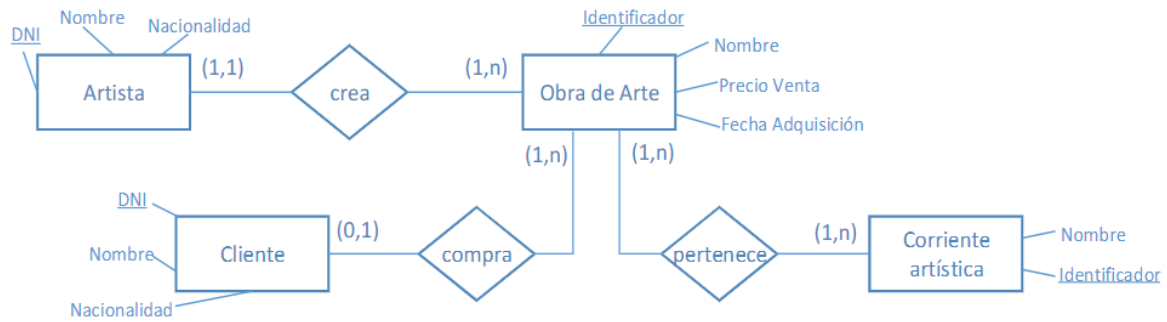 Nombre
DNI
Nacionalidad
Artista
(1,1)
crea
(1,n)
Identificador
Obra de Arte
Nombre
Precio Venta
Fecha Adquisición
(1,n)
(1,n)
DNI
Nombre
Nacionalidad
Cliente
(0,1)
compra
pertenece
(1,n)
Corriente
artística
Nombre
Identificador